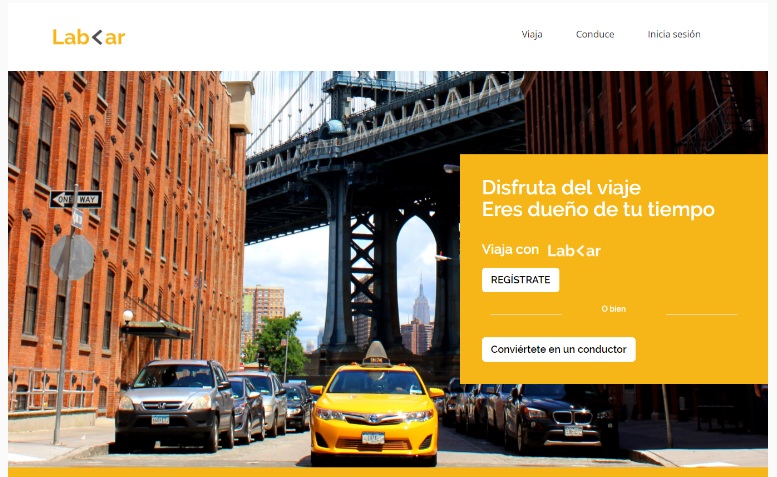 Lab<ar
Viaja
Conduce
Inicia sesión
ONE WAY
Disfruta del viaje
Eres dueño de tu tiempo
Viaja con Lab<ar
REGÍSTRATE
O bien
Conviértete en un conductor